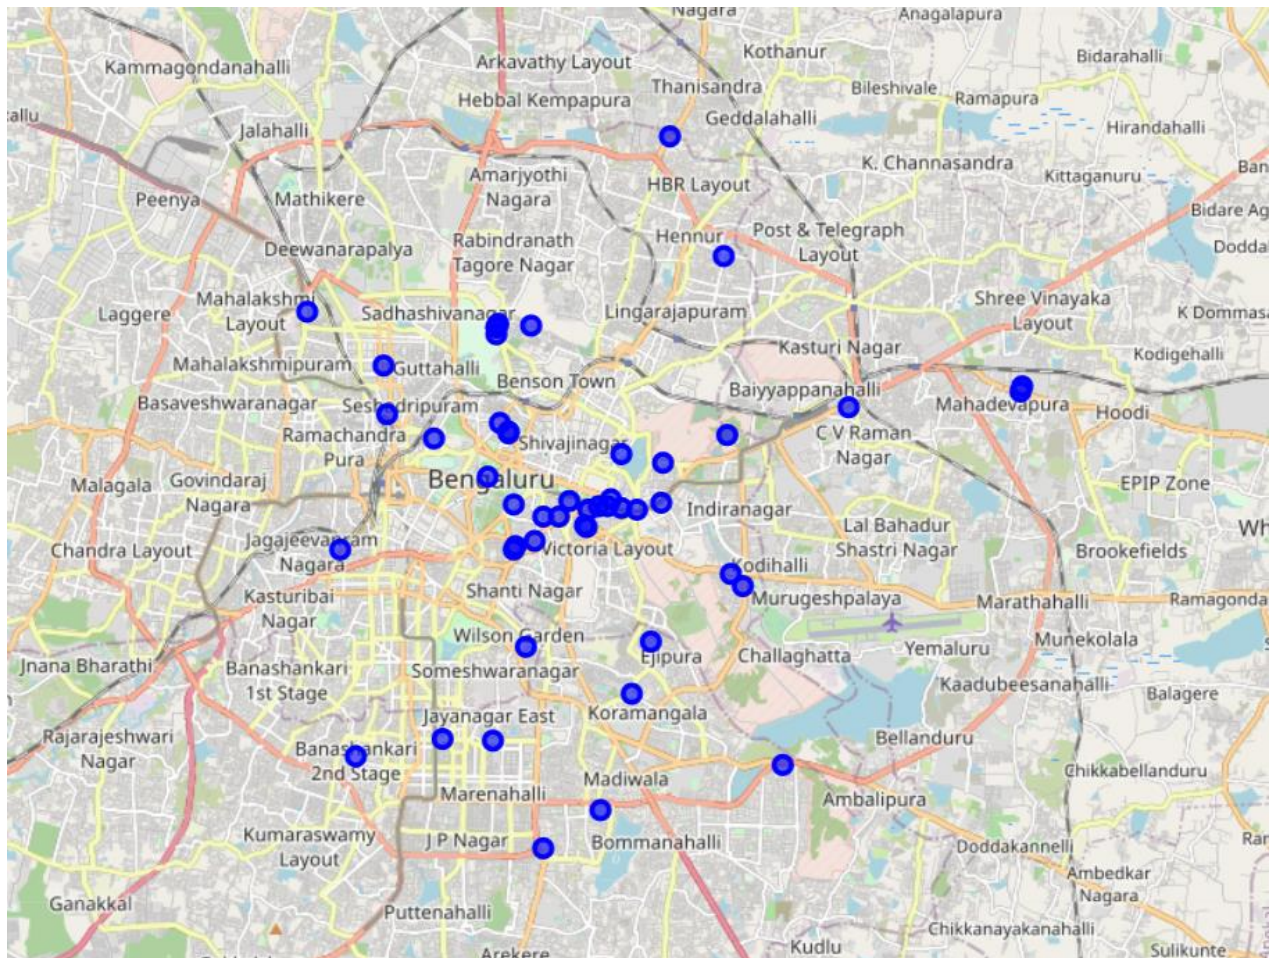 Nagara
Anagalapura
Kothanur
Arkavathy Layout
Bidarahalli
Kammagondanahalli
Thanisandra
Bileshivale
Hebbal Kempapura
Ramapura
allu
Geddalahalli
Jalahalli
Hirandahalli
K. Channasandra
Amarjyothi
Nagara
Kittaganuru
Ban
HBR Layout
Peenya
Mathikere
Bidare Ag
Hennur
Post & Telegraph
Layout
Rabindranath
Tagore Nagar
Deewanarapalya
Doddal
Mahalakshmi
Layout
Shree Vinayaka
Layout
Laggere
Sadhashivanagar
Lingarajapuram
K Dommasa
Kasturi Nagar
Kodigehalli
Mahalakshmipuram
Guttahalli
Benson Town
Baiyyappanahalli
Basaveshwaranagar
Seshadripuram
Mahadevapura
Hoodi
Ramachandra
Pura
Shivajinagar
C V Raman
Nagar
Bengaluru
Malagala
Govindaraj
Nagara
EPIP Zone
Indiranagar
Lal Bahadur
Shastri Nagar
Wh
Chandra Layout
Jagajeevanram
Nagara
Victoria Layout
Brookefields
Kodihalli
Shanti Nagar
Kasturibai
Nagar
Murugeshpalaya
Marathahalli
Ramagonda
Wilson Garden
Munekolala
Jnana Bharathi
Banashankari
1st Stage
Someshwaranagar
Ejipura
Challaghatta
Yemaluru
Kaadubeesanahalli
Balagere
Jayanagar East
Koramangala
Rajarajeshwari
Nagar
Banashankari
2nd Stage
Bellanduru
Madiwala
Chikkabellanduru
Marenahalli
Ambalipura
Kumaraswamy
Layout
J P Nagar
Bommanahalli
Ran
Doddakannelli
Ambedkar
Nagara
Ganakkal
Puttenahalli
Chikkanayakanahalli
Arekere
Kudlu
Sulikunte